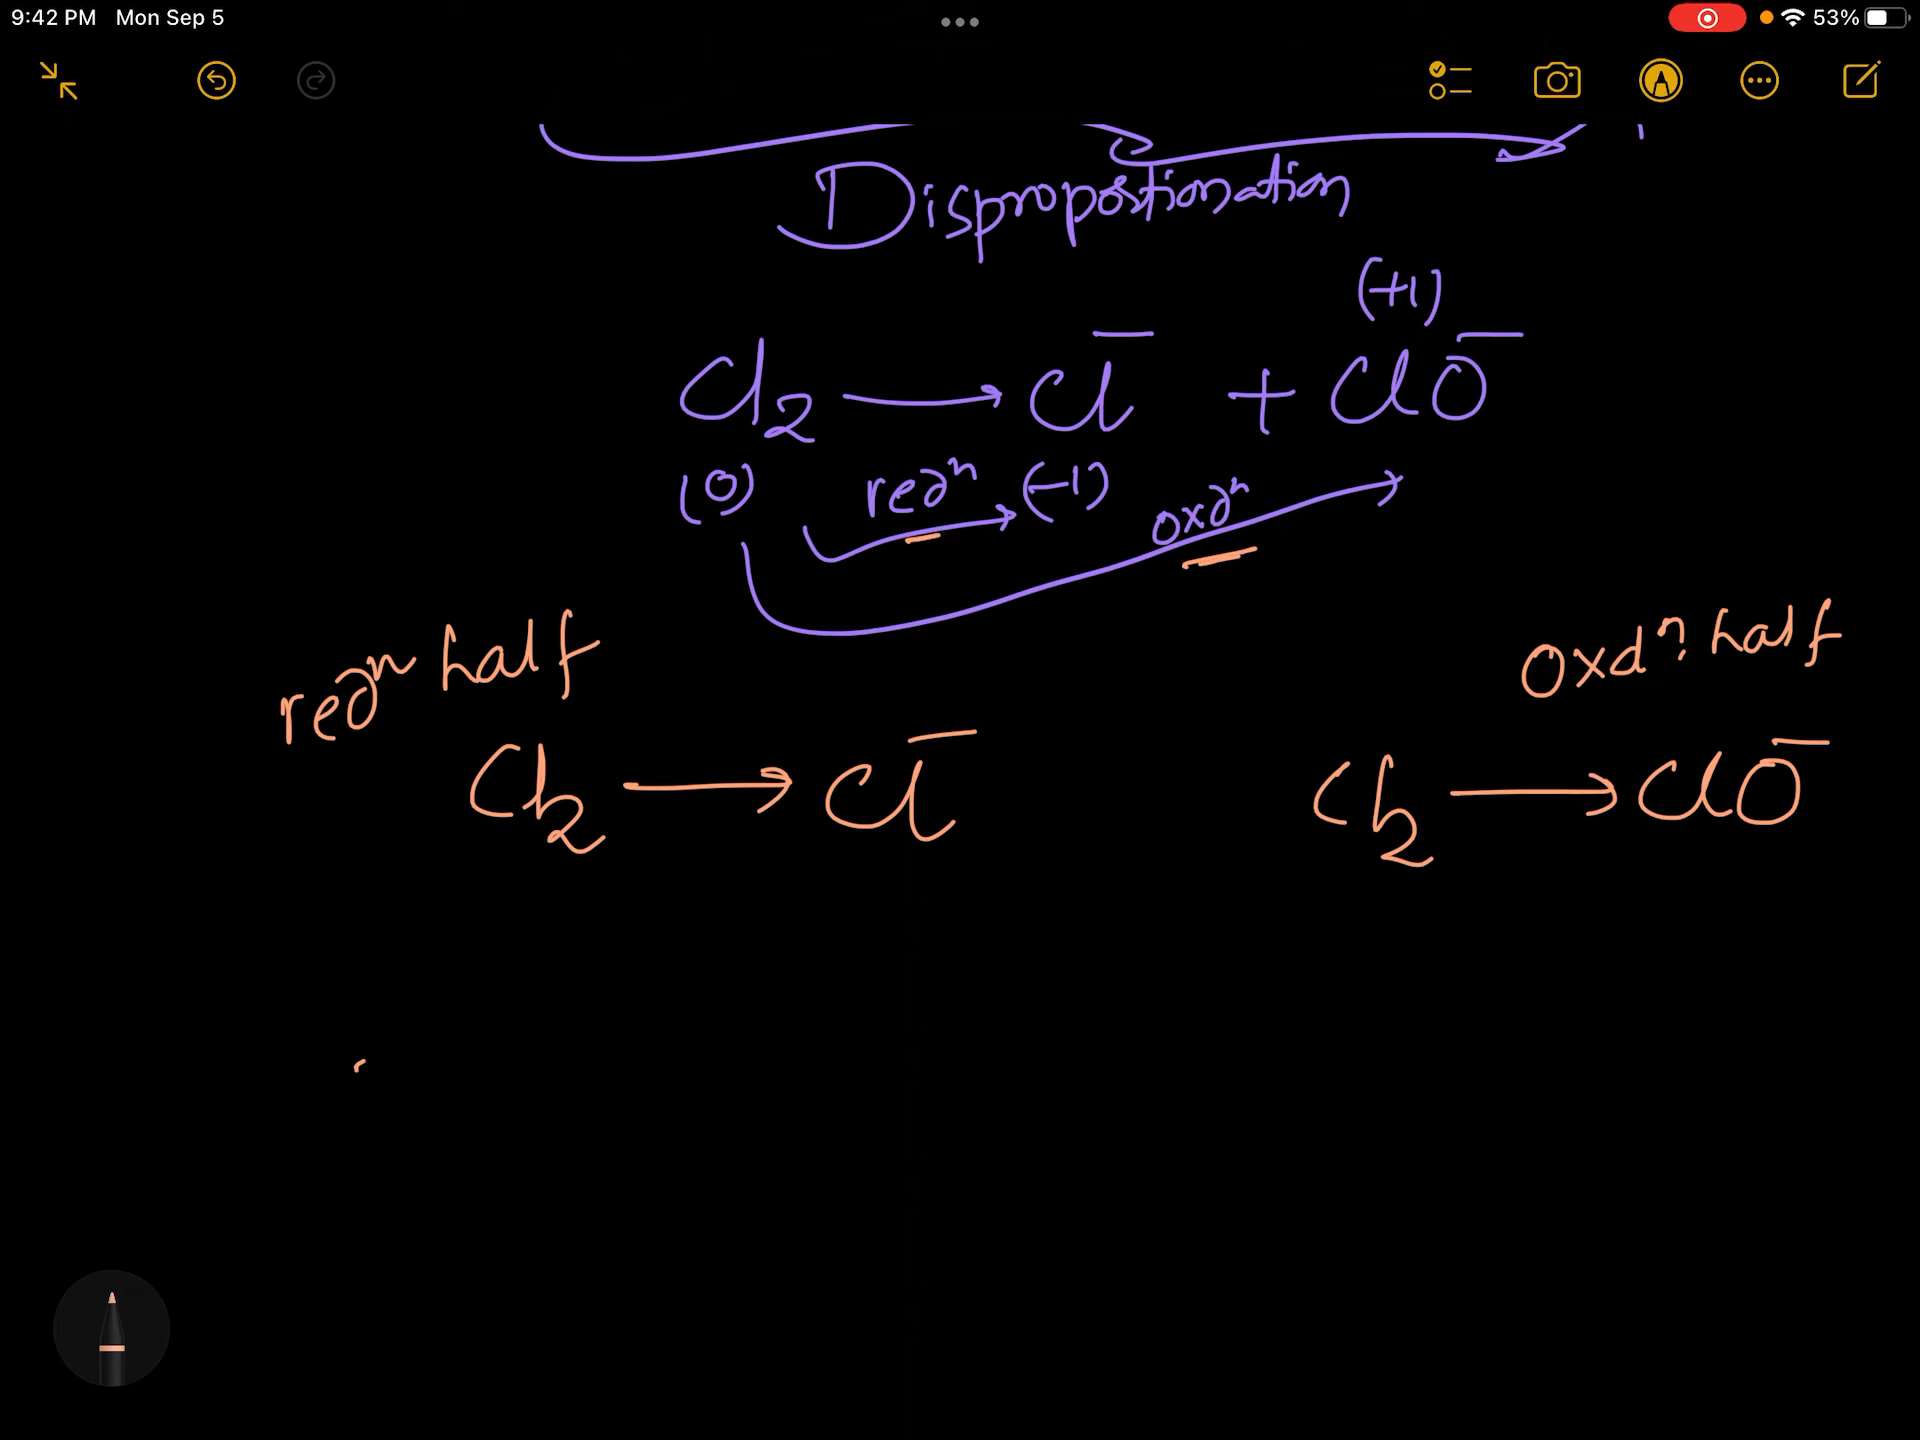 9:42 PM Mon Sep 5
53%
Disproportionation
(+1)
Cl₂ ⟶ Cl⁻ + ClO⁻
(0) redⁿ (-1) oxdⁿ
redⁿ half
oxdⁿ. half
Cl₂ ⟶ Cl⁻
Cl₂ ⟶ ClO⁻